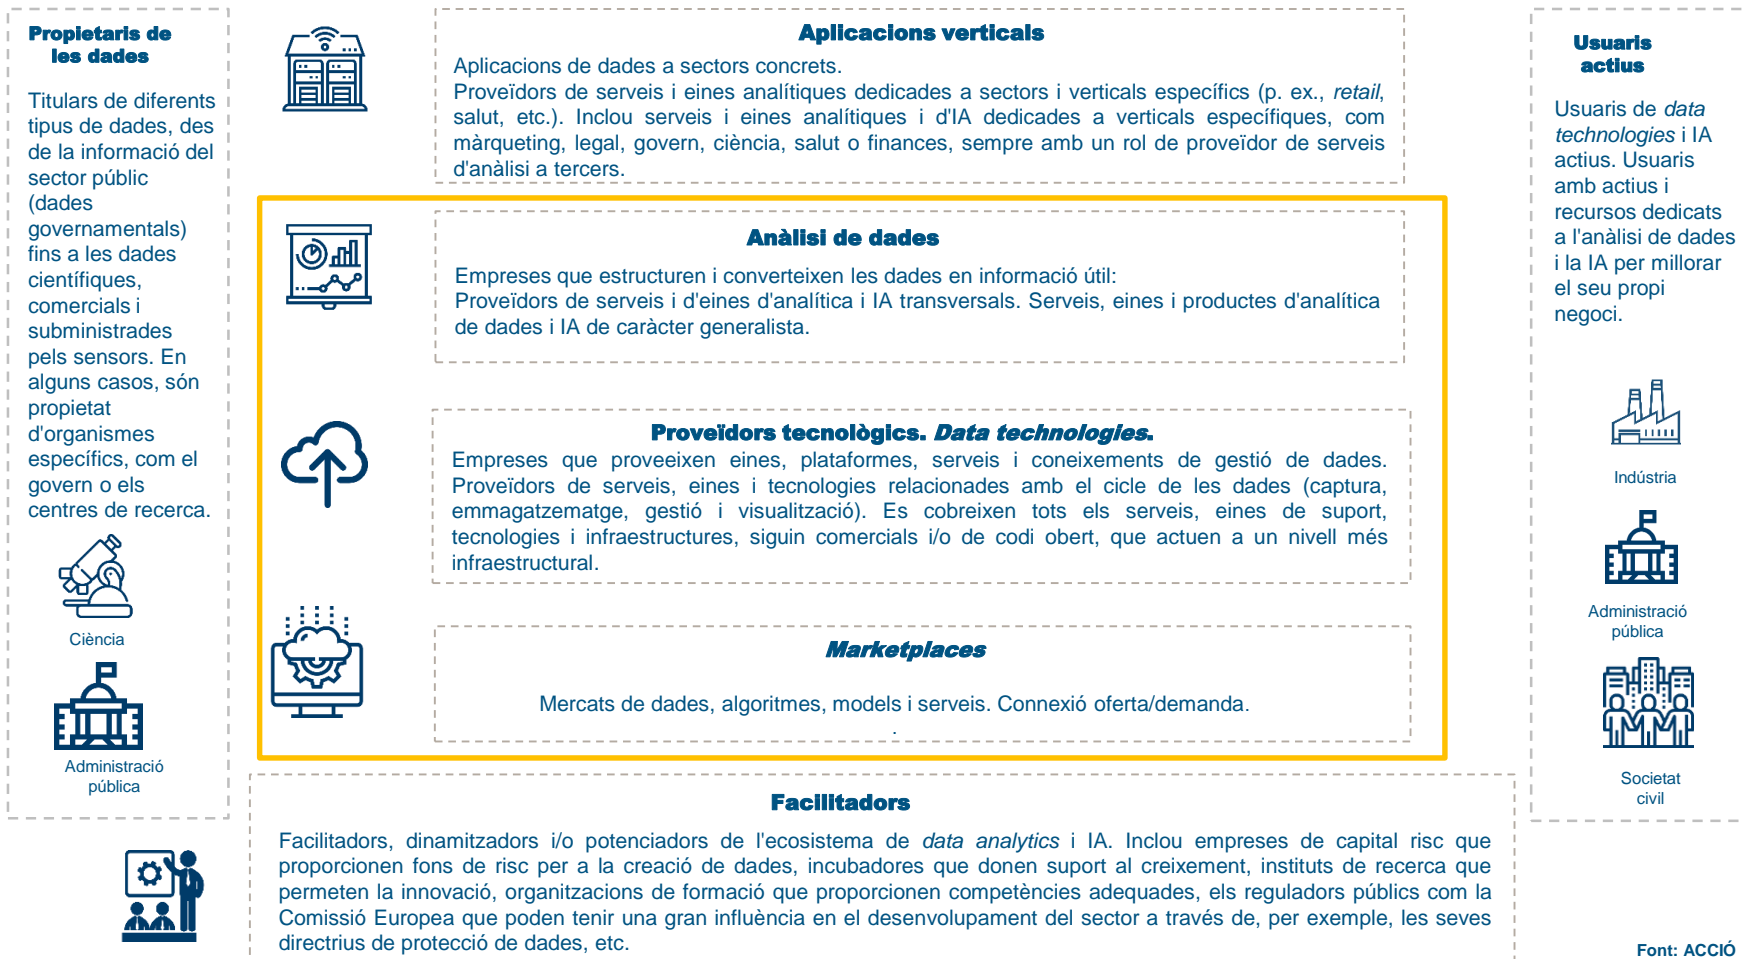 Propietaris de
les dades
Titulars de diferents
tipus de dades, des
de la informació del
sector públic
(dades
governamentals)
fins a les dades
científiques,
comercials i
subministrades
pels sensors. En
alguns casos, són
propietat
d'organismes
específics, com el
govern o els
centres de recerca.
Ciència
Administració
pública
Aplicacions verticals
Aplicacions de dades a sectors concrets.
Proveïdors de serveis i eines analítiques dedicades a sectors i verticals específics (p. ex., retail,
salut, etc.). Inclou serveis i eines analítiques i d'IA dedicades a verticals específiques, com
màrqueting, legal, govern, ciència, salut o finances, sempre amb un rol de proveïdor de serveis
d'anàlisi a tercers.
Anàlisi de dades
Empreses que estructuren i converteixen les dades en informació útil:
Proveïdors de serveis i d'eines d'analítica i IA transversals. Serveis, eines i productes d'analítica
de dades i IA de caràcter generalista.
Proveïdors tecnològics. Data technologies.
Empreses que proveeixen eines, plataformes, serveis i coneixements de gestió de dades.
Proveïdors de serveis, eines i tecnologies relacionades amb el cicle de les dades (captura,
emmagatzematge, gestió i visualització). Es cobreixen tots els serveis, eines de suport,
tecnologies i infraestructures, siguin comercials i/o de codi obert, que actuen a un nivell més
infraestructural.
Marketplaces
Mercats de dades, algoritmes, models i serveis. Connexió oferta/demanda.
.
Facilitadors
Facilitadors, dinamitzadors i/o potenciadors de l'ecosistema de data analytics i IA. Inclou empreses de capital risc que
proporcionen fons de risc per a la creació de dades, incubadores que donen suport al creixement, instituts de recerca que
permeten la innovació, organitzacions de formació que proporcionen competències adequades, els reguladors públics com la
Comissió Europea que poden tenir una gran influència en el desenvolupament del sector a través de, per exemple, les seves
directrius de protecció de dades, etc.
Usuaris
actius
Usuaris de data
technologies i IA
actius. Usuaris
amb actius i
recursos dedicats
a l'anàlisi de dades
i la IA per millorar
el seu propi
negoci.
Indústria
Administració
pública
Societat
civil
Font: ACCIÓ